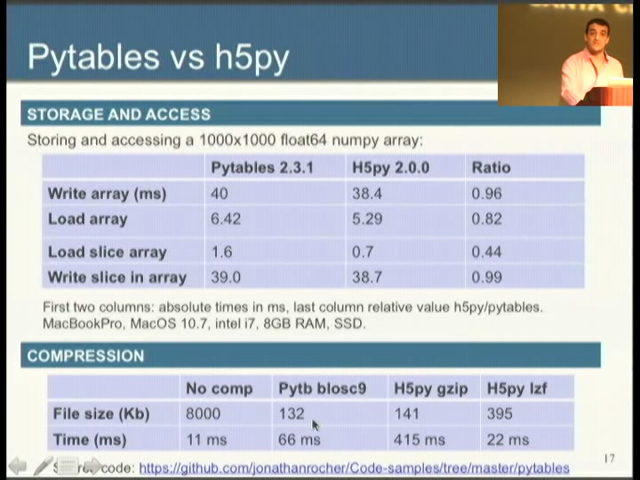 Pytables vs h5py
STORAGE AND ACCESS
Storing and accessing a 1000x1000 float64 numpy array:
Pytables 2.3.1 H5py 2.0.0 Ratio
Write array (ms) 40 38.4 0.96
Load array 6.42 5.29 0.82
Load slice array 1.6 0.7 0.44
Write slice in array 39.0 38.7 0.99
First two columns: absolute times in ms, last column relative value h5py/pytables.
MacBookPro, MacOS 10.7, intel i7, 8GB RAM, SSD.
COMPRESSION
No comp Pytb blosc9 H5py gzip H5py lzf
File size (Kb) 8000 132 141 395
Time (ms) 11 ms 66 ms 415 ms 22 ms
17
code: https://github.com/jonathanrocher/Code-samples/tree/master/pytables